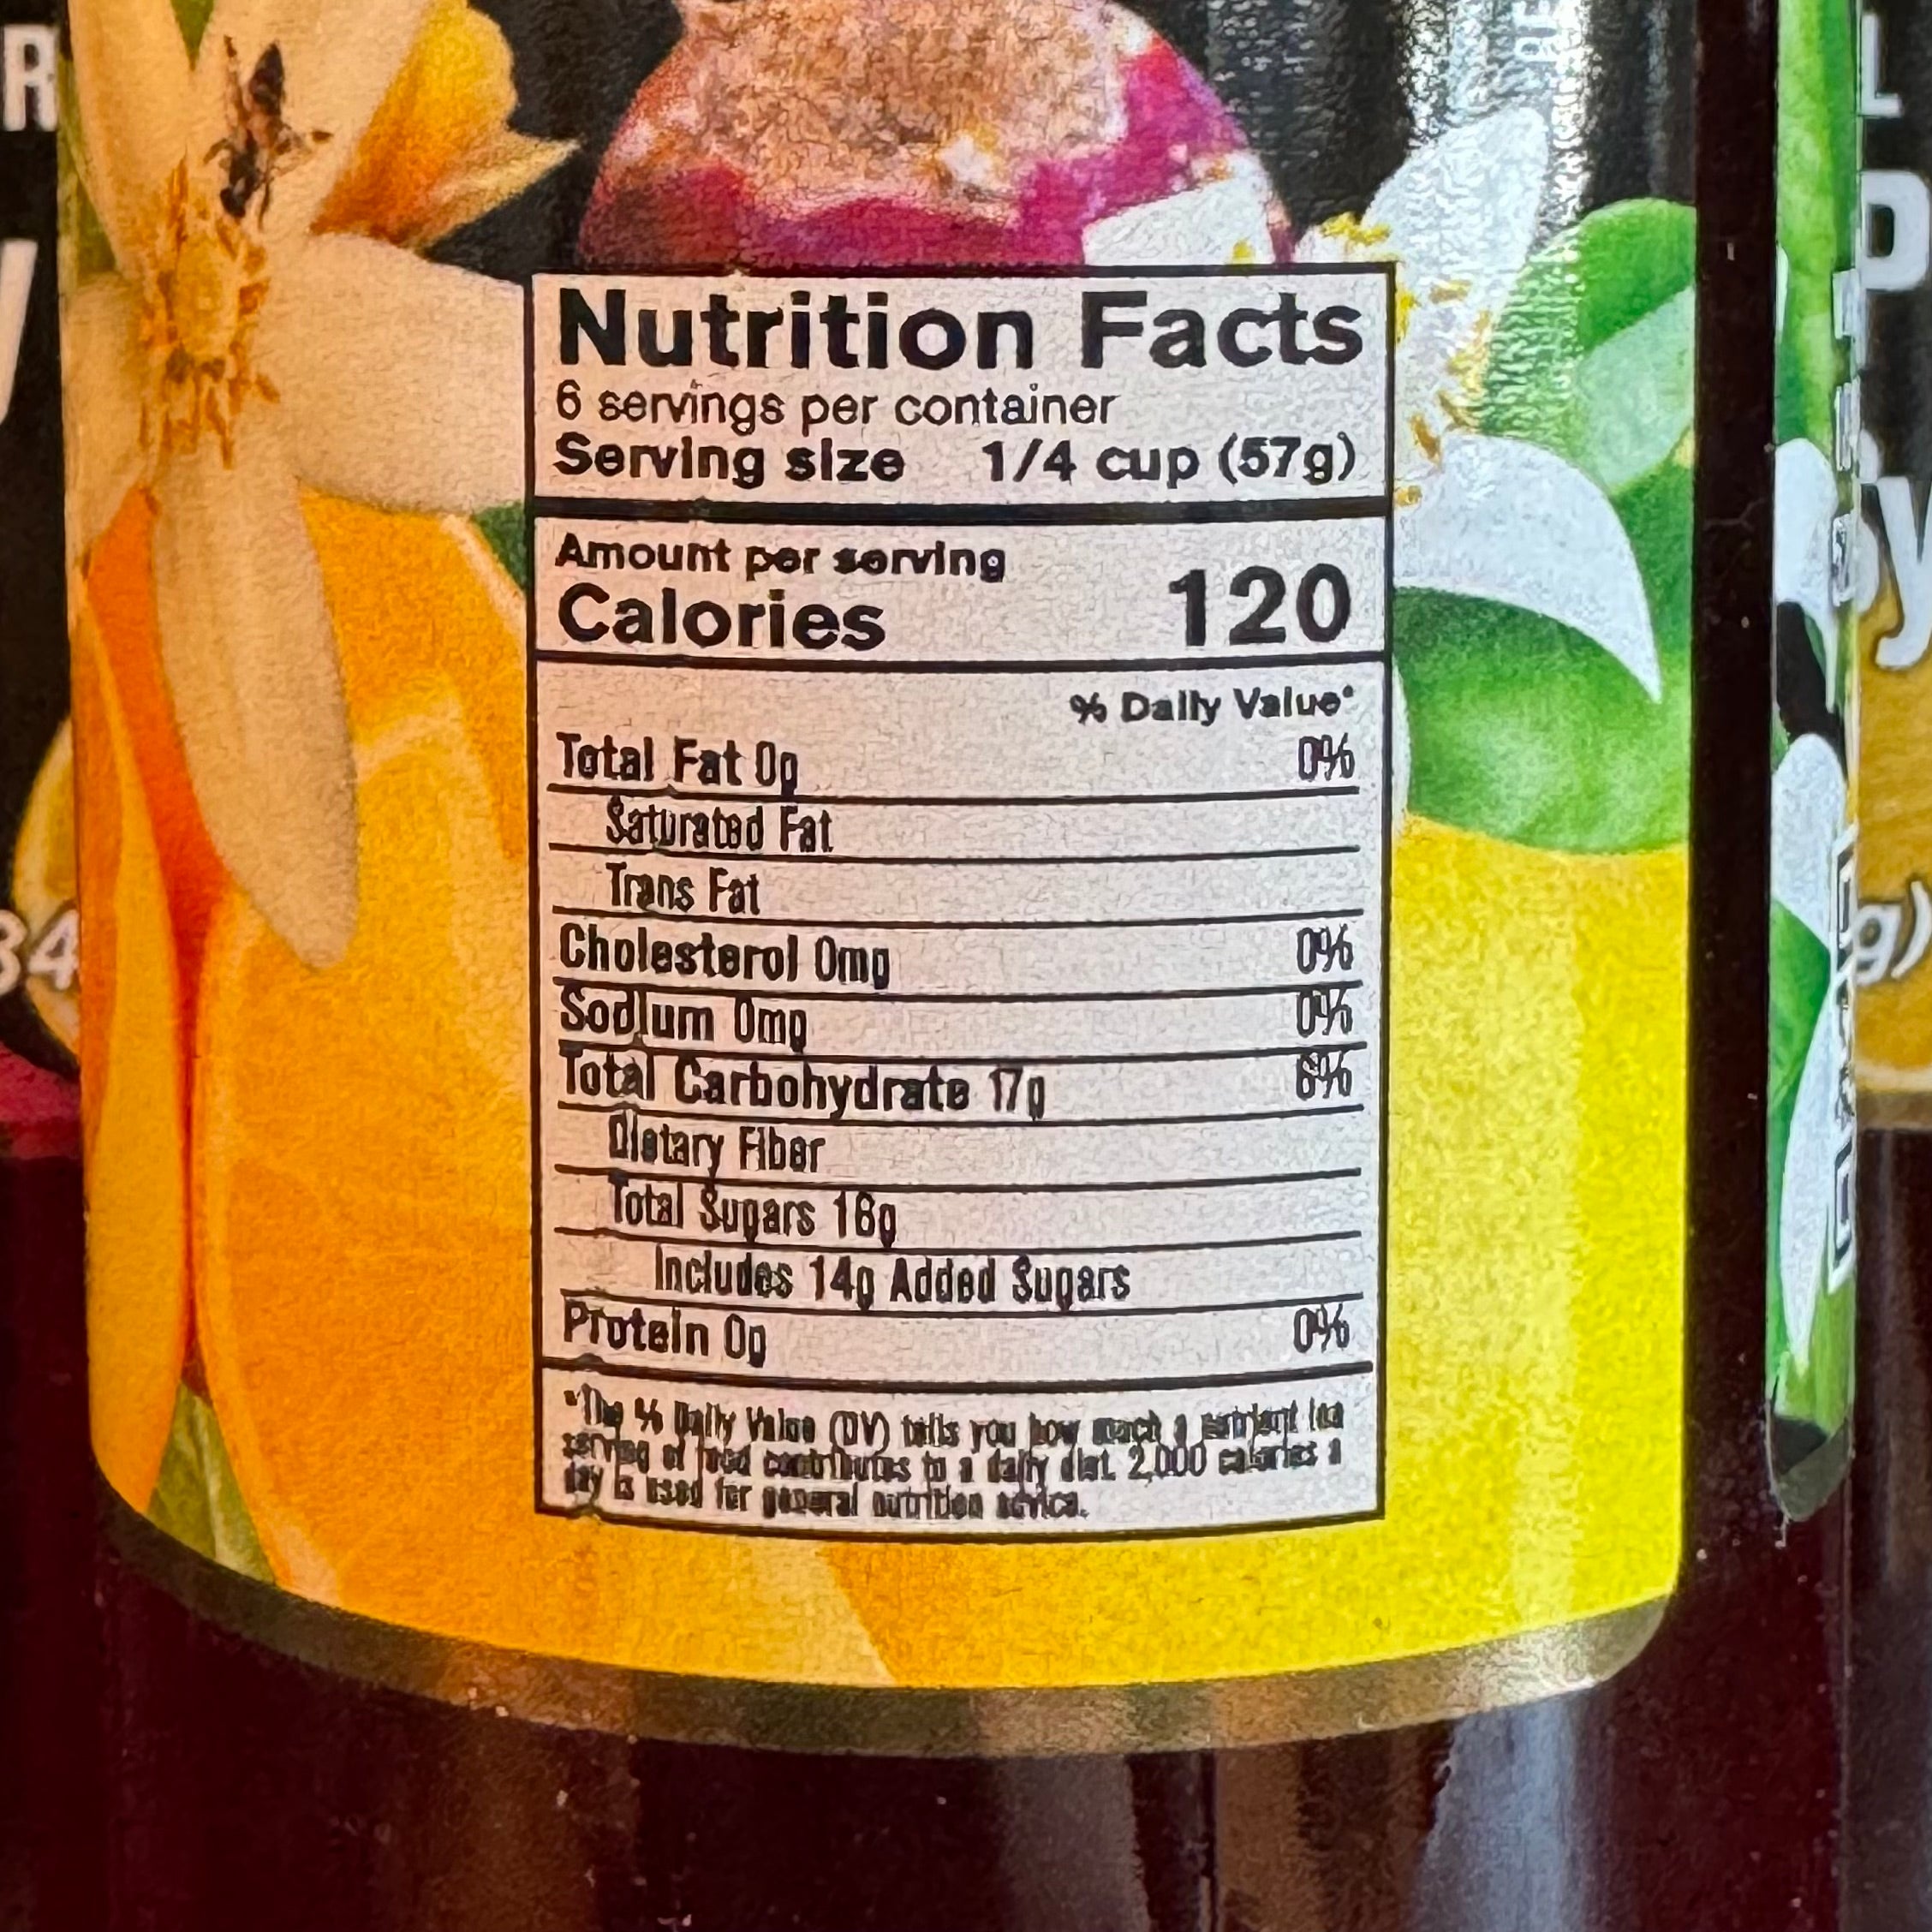 Nutrition Facts
6 servings per container
Serving size 1/4 cup (57g)
Amount per serving
Calories 120
% Daily Value*
Total Fat 0g 0%
Saturated Fat
Trans Fat
Cholesterol 0mg 0%
Sodium 0mg 0%
Total Carbohydrate 17g 6%
Dietary Fiber
Total Sugars 16g
Includes 14g Added Sugars
Protein 0g 0%
*The % Daily Value (DV) tells you how much a nutrient in a
serving of food contributes to a daily diet. 2,000 calories a
day is used for general nutrition advice.
R
34
L
P
y
g)